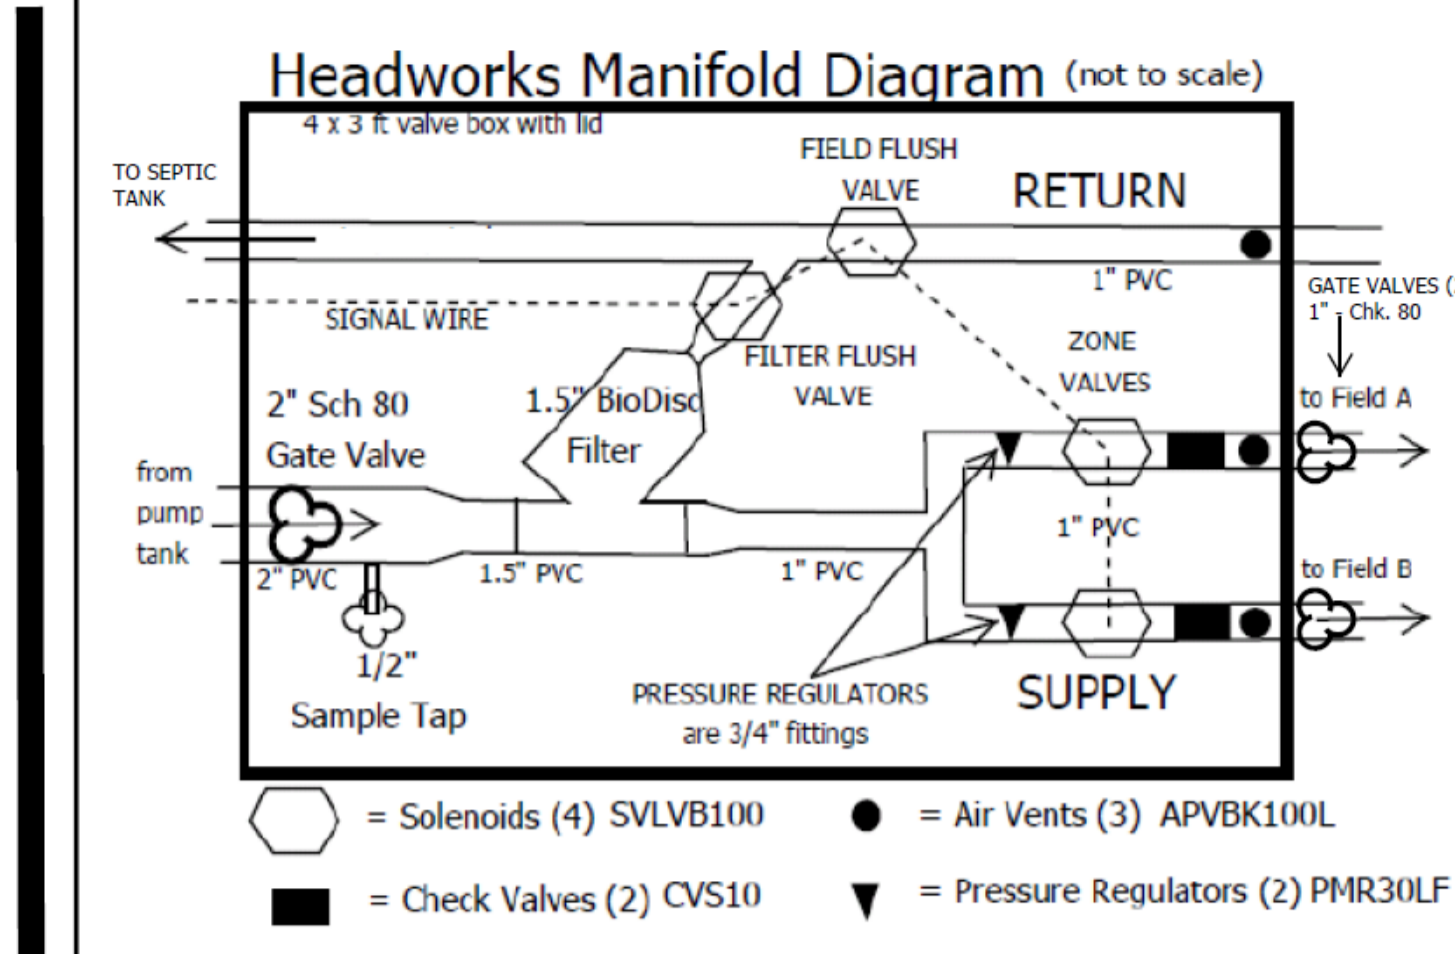 Headworks Manifold Diagram (not to scale)
4 x 3 ft valve box with lid
TO SEPTIC
TANK
FIELD FLUSH
VALVE
RETURN
1" PVC
SIGNAL WIRE
GATE VALVES (
1" - Chk. 80
ZONE
VALVES
FILTER FLUSH
VALVE
2" Sch 80
Gate Valve
1.5" BioDisc
Filter
to Field A
from
pump
tank
1" PVC
2" PVC
1.5" PVC
1" PVC
to Field B
1/2"
Sample Tap
PRESSURE REGULATORS
are 3/4" fittings
SUPPLY
= Solenoids (4) SVLVB100
= Air Vents (3) APVBK100L
= Check Valves (2) CVS10
= Pressure Regulators (2) PMR30LF